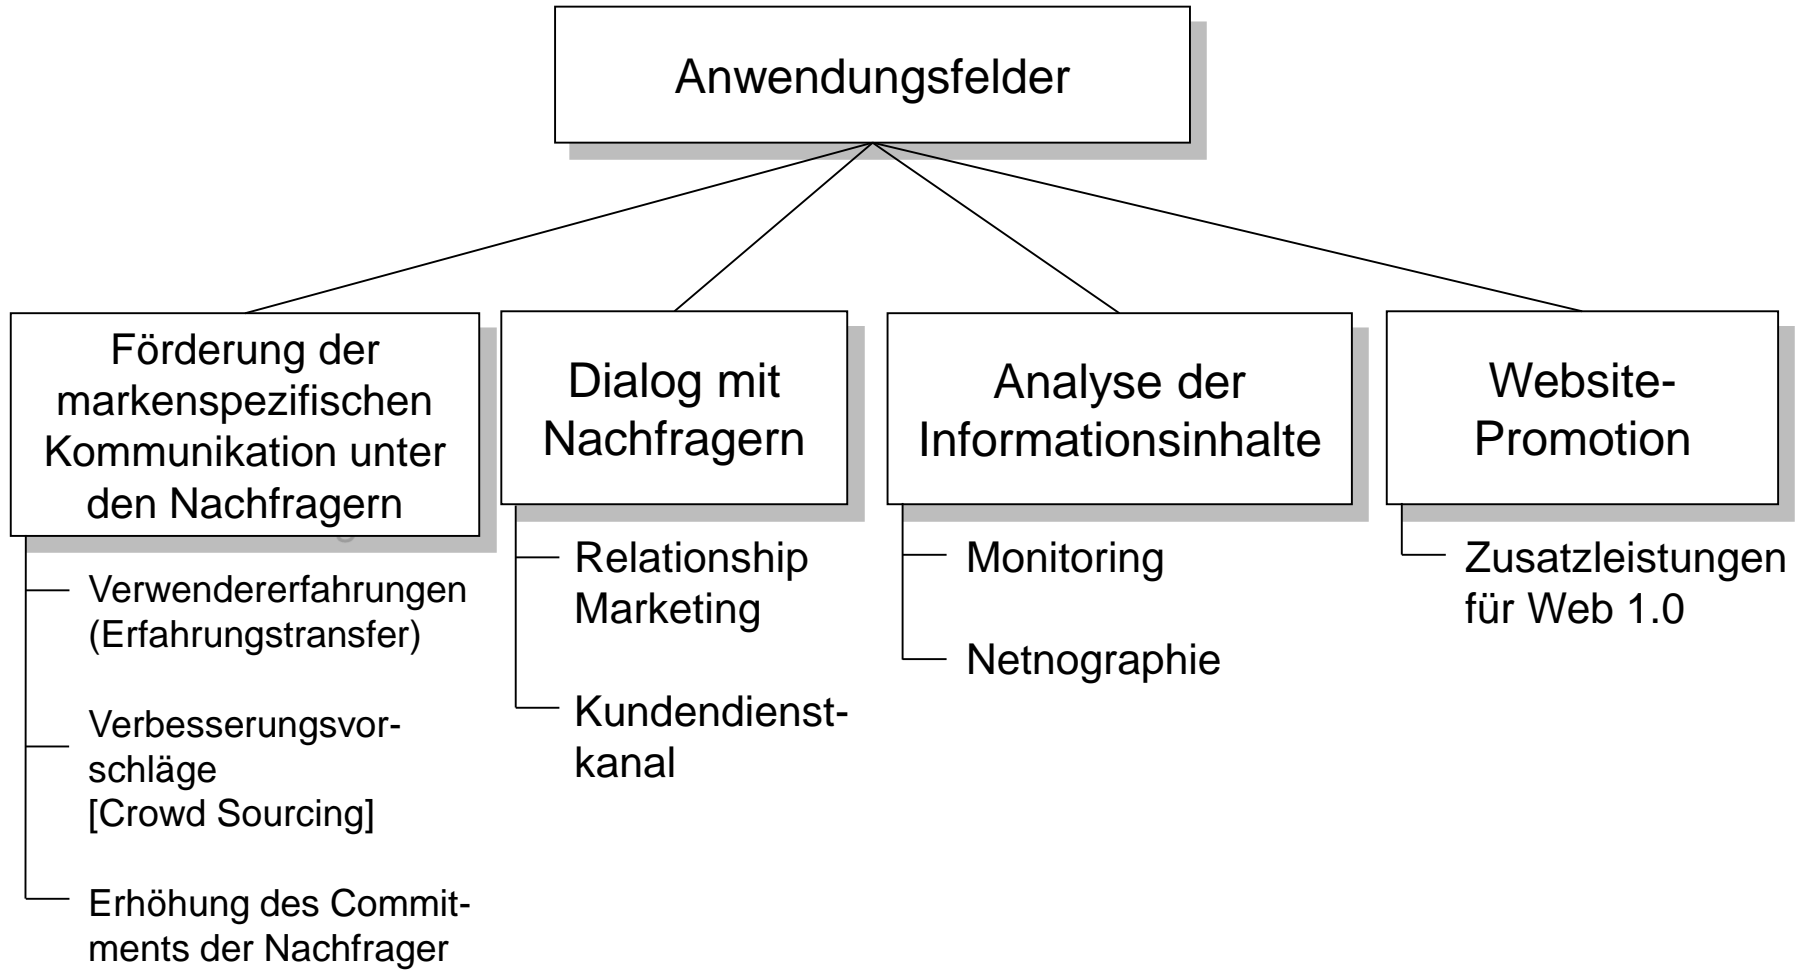 Anwendungsfelder
Förderung der
markenspezifischen
Kommunikation unter
den Nachfragern
Verwendererfahrungen
(Erfahrungstransfer)
Verbesserungsvor-
schläge
[Crowd Sourcing]
Erhöhung des Commit-
ments der Nachfrager
Dialog mit
Nachfragern
Relationship
Marketing
Kundendienst-
kanal
Analyse der
Informationsinhalte
Monitoring
Netnographie
Website-
Promotion
Zusatzleistungen
für Web 1.0